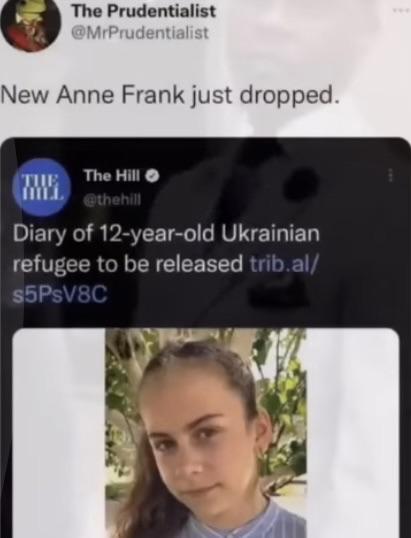 The Prudentialist
@MrPrudentialist
New Anne Frank just dropped.
THE
HILL
The Hill
@thehill
Diary of 12-year-old Ukrainian
refugee to be released trib.al/
s5PsV8C